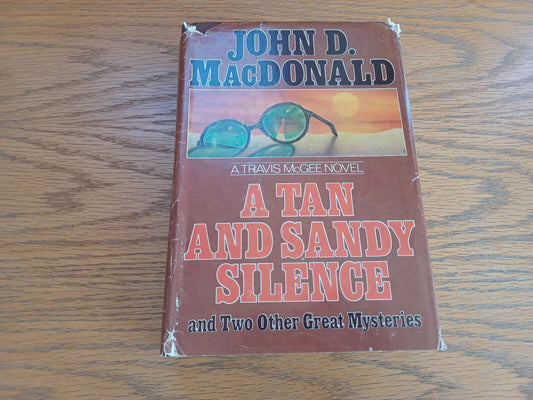 JOHN D.
MACDONALD
A TRAVIS McGEE NOVEL
A TAN
AND SANDY
SILENCE
and Two Other Great Mysteries